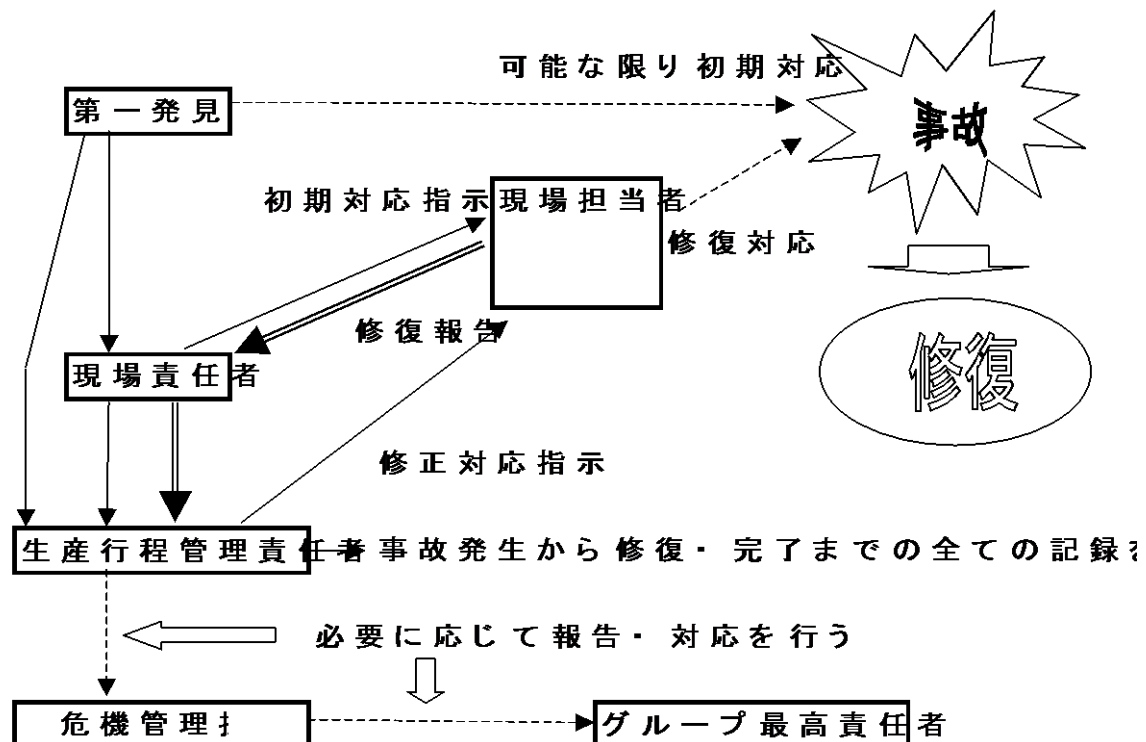 可能な限り初期対応
第一発見
事故
初期対応指示
現場担当者
修復対応
修復報告
修復
現場責任者
修正対応指示
生産行程管理責任者
事故発生から修復・完了までの全ての記録を
必要に応じて報告・対応を行う
危機管理
グループ最高責任者